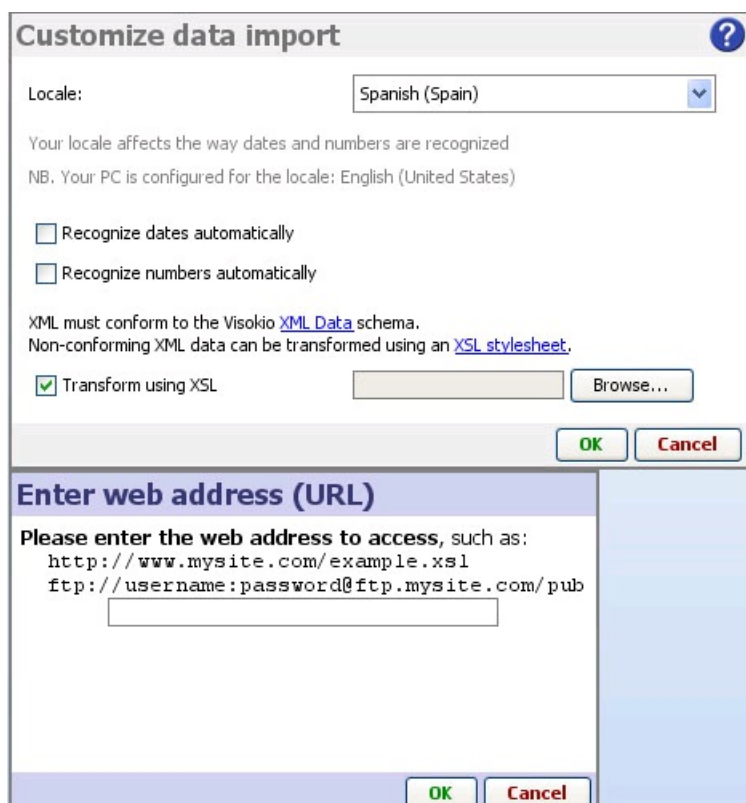 Customize data import
?
Locale: Spanish (Spain)
Your locale affects the way dates and numbers are recognized
NB. Your PC is configured for the locale: English (United States)
Recognize dates automatically
Recognize numbers automatically
XML must conform to the Visokio XML Data schema.
Non-conforming XML data can be transformed using an XSL stylesheet.
Transform using XSL Browse...
OK Cancel
Enter web address (URL)
Please enter the web address to access, such as:
http://www.mysite.com/example.xsl
ftp://username:password@ftp.mysite.com/pub
OK Cancel